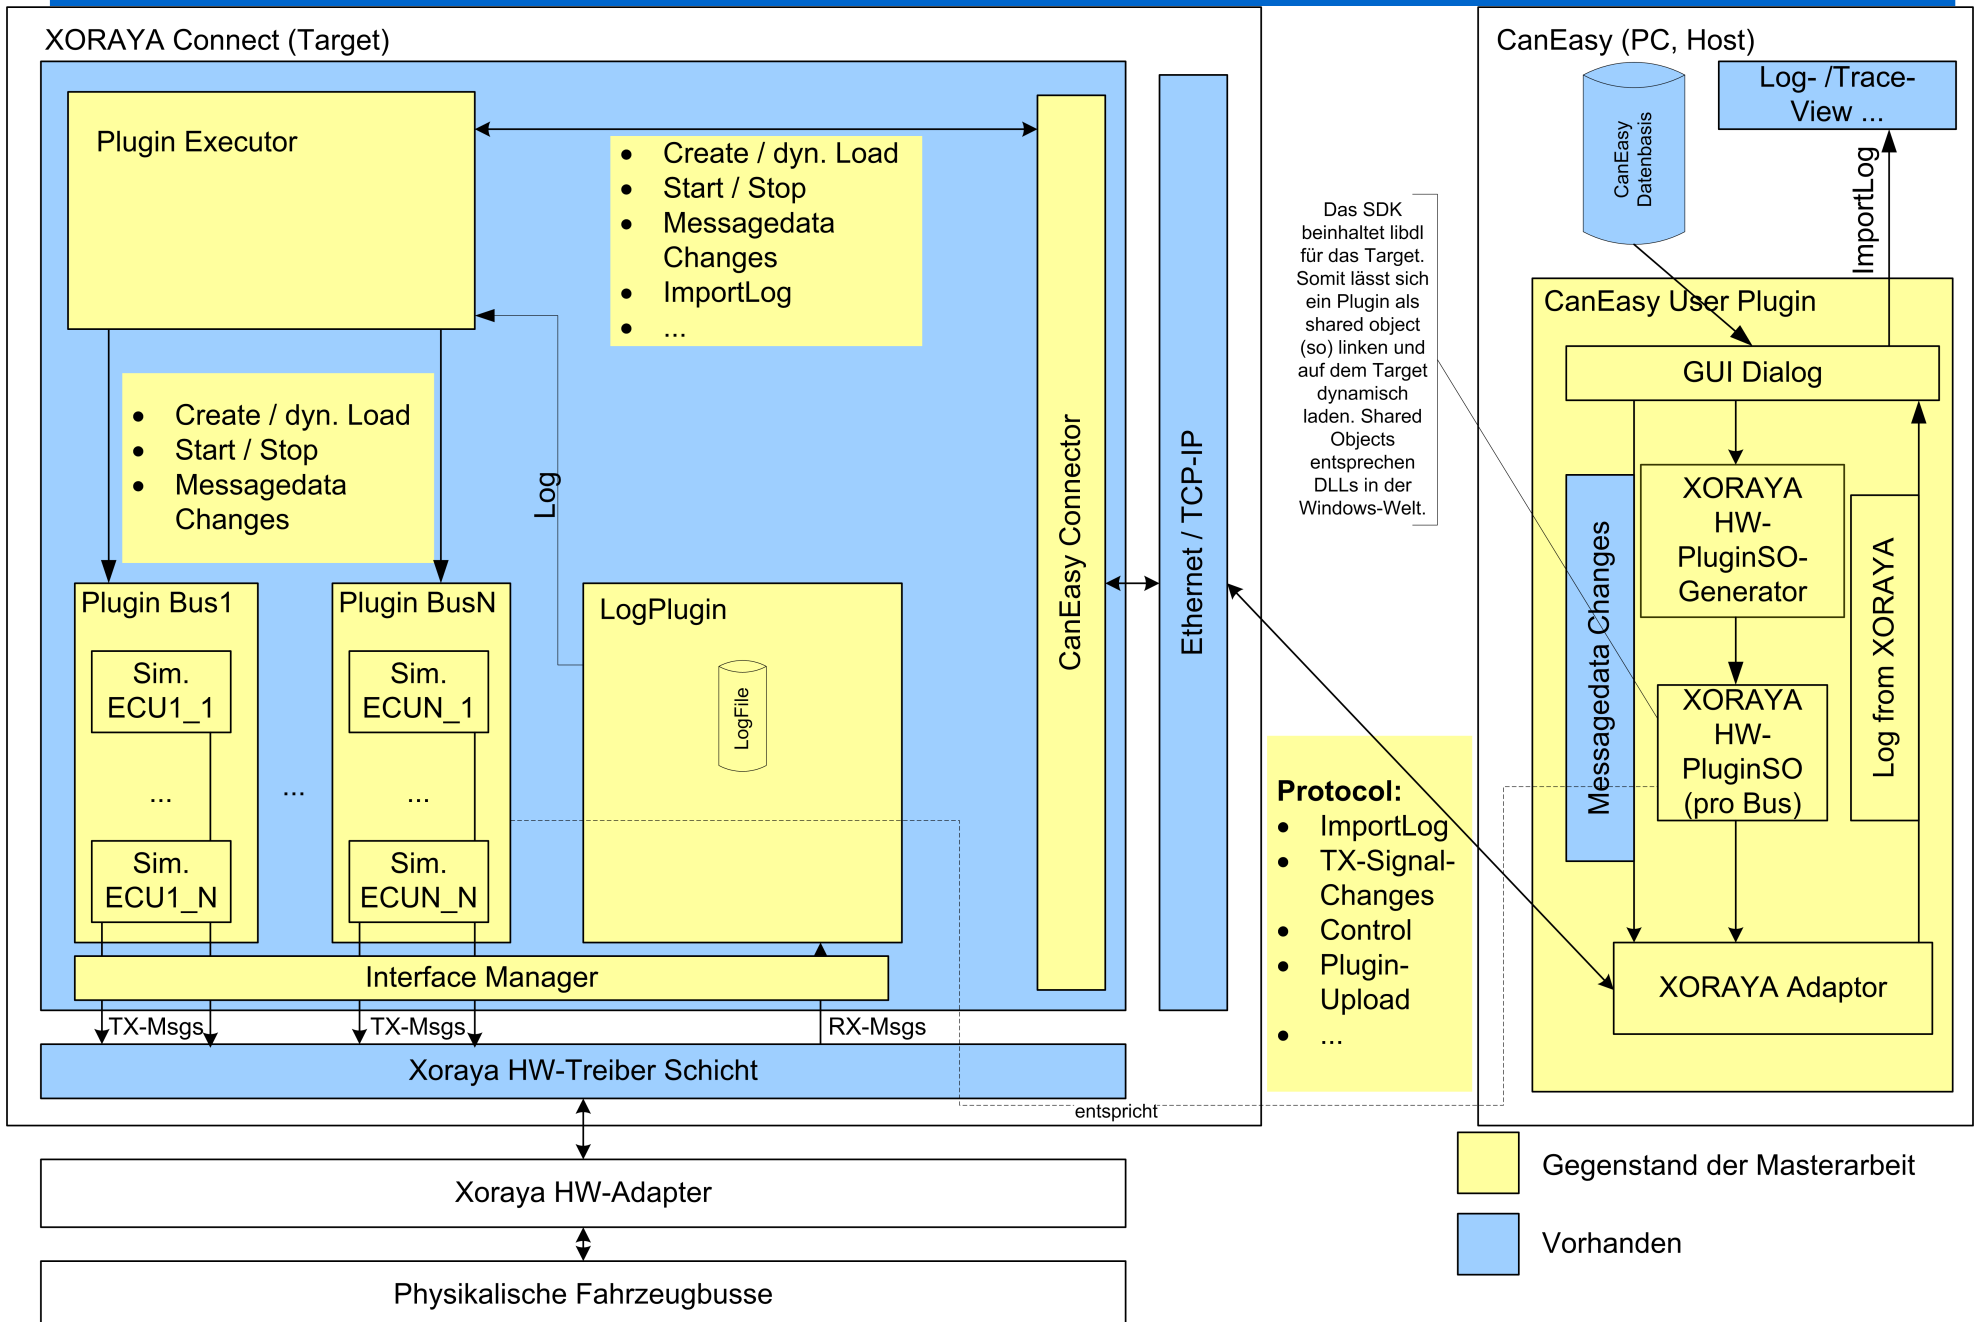 XORAYA Connect (Target)
Plugin Executor
• Create / dyn. Load
• Start / Stop
• Messagedata
Changes
• ImportLog
• ...
• Create / dyn. Load
• Start / Stop
• Messagedata
Changes
Log
Plugin Bus1
Sim.
ECU1_1
...
Sim.
ECU1_N
...
Plugin BusN
Sim.
ECUN_1
...
Sim.
ECUN_N
LogPlugin
LogFile
CanEasy Connector
Ethernet / TCP-IP
Interface Manager
TX-Msgs
TX-Msgs
RX-Msgs
Xoraya HW-Treiber Schicht
entspricht
Xoraya HW-Adapter
Physikalische Fahrzeugbusse
Das SDK
beinhaltet libdl
für das Target.
Somit lässt sich
ein Plugin als
shared object
(so) linken und
auf dem Target
dynamisch
laden. Shared
Objects
entsprechen
DLLs in der
Windows-Welt.
Protocol:
• ImportLog
• TX-Signal-
Changes
• Control
• Plugin-
Upload
• ...
CanEasy (PC, Host)
CanEasy
Datenbasis
Log- /Trace-
View ...
ImportLog
CanEasy User Plugin
GUI Dialog
Messagedata Changes
XORAYA
HW-
PluginSO-
Generator
XORAYA
HW-
PluginSO
(pro Bus)
Log from XORAYA
XORAYA Adaptor
Gegenstand der Masterarbeit
Vorhanden